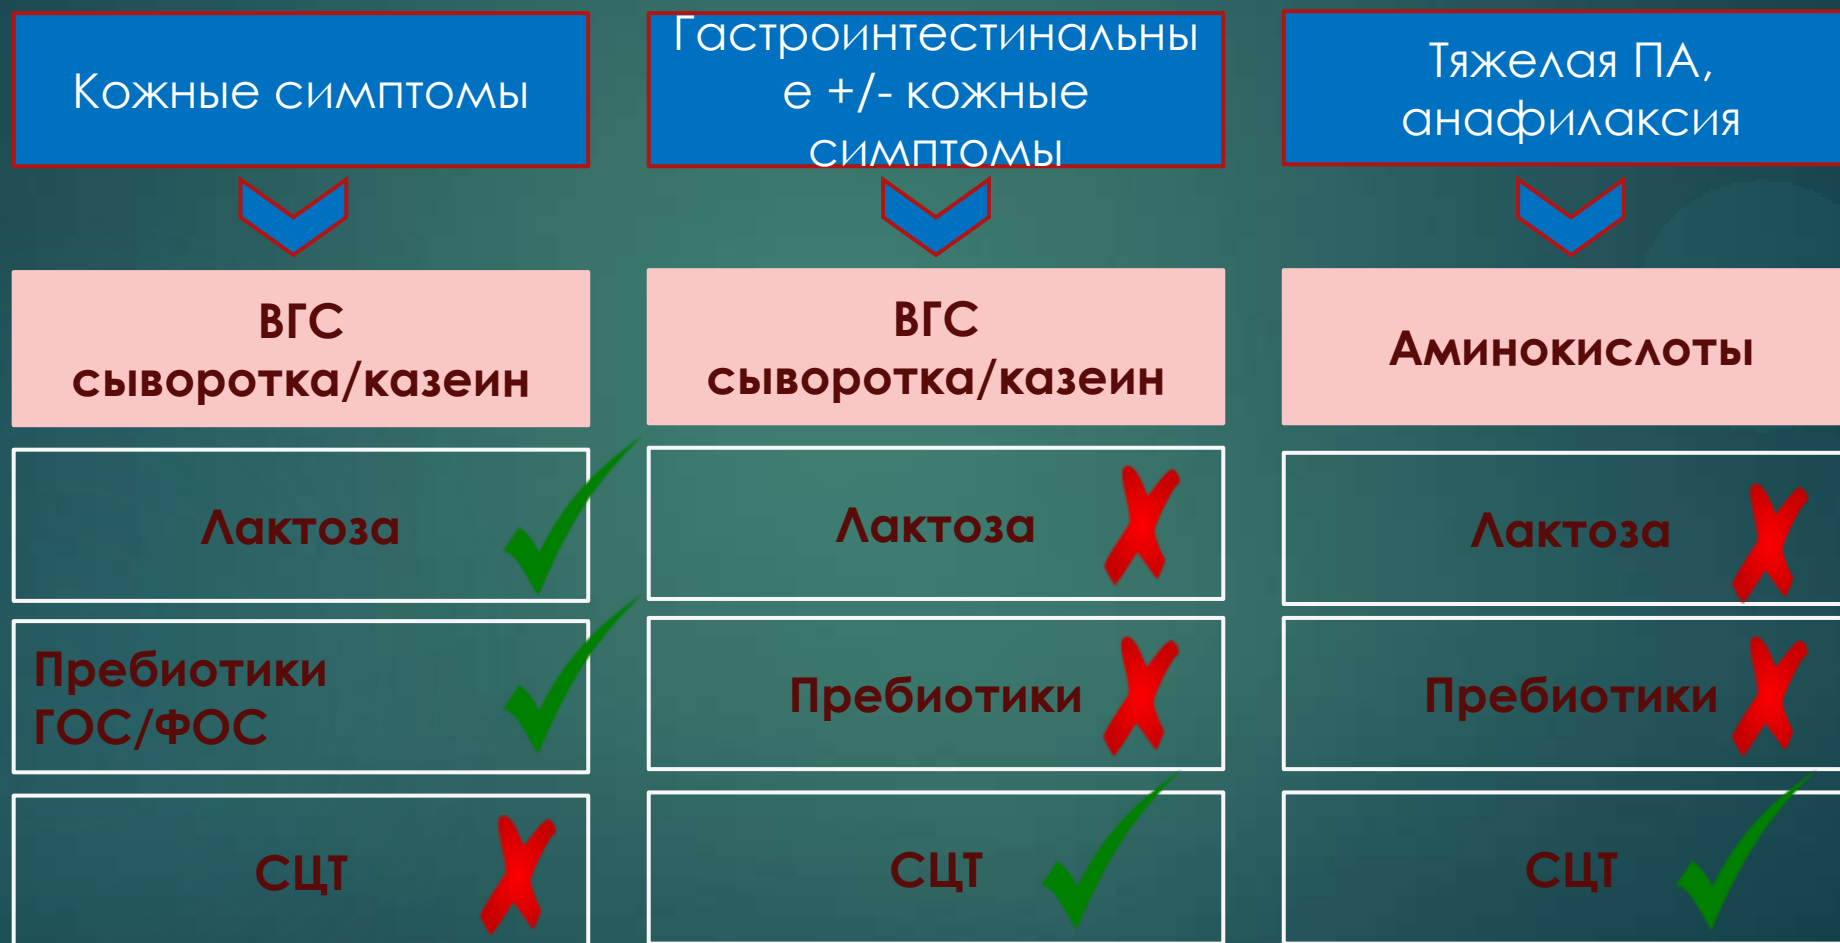 Кожные симптомы
Гастроинтестинальны
е +/- кожные
симптомы
Тяжелая ПА,
анафилаксия
ВГС
сыворотка/казеин
ВГС
сыворотка/казеин
Аминокислоты
Лактоза
Лактоза
Лактоза
Пребиотики
ГОС/ФОС
Пребиотики
Пребиотики
СЦТ
СЦТ
СЦТ